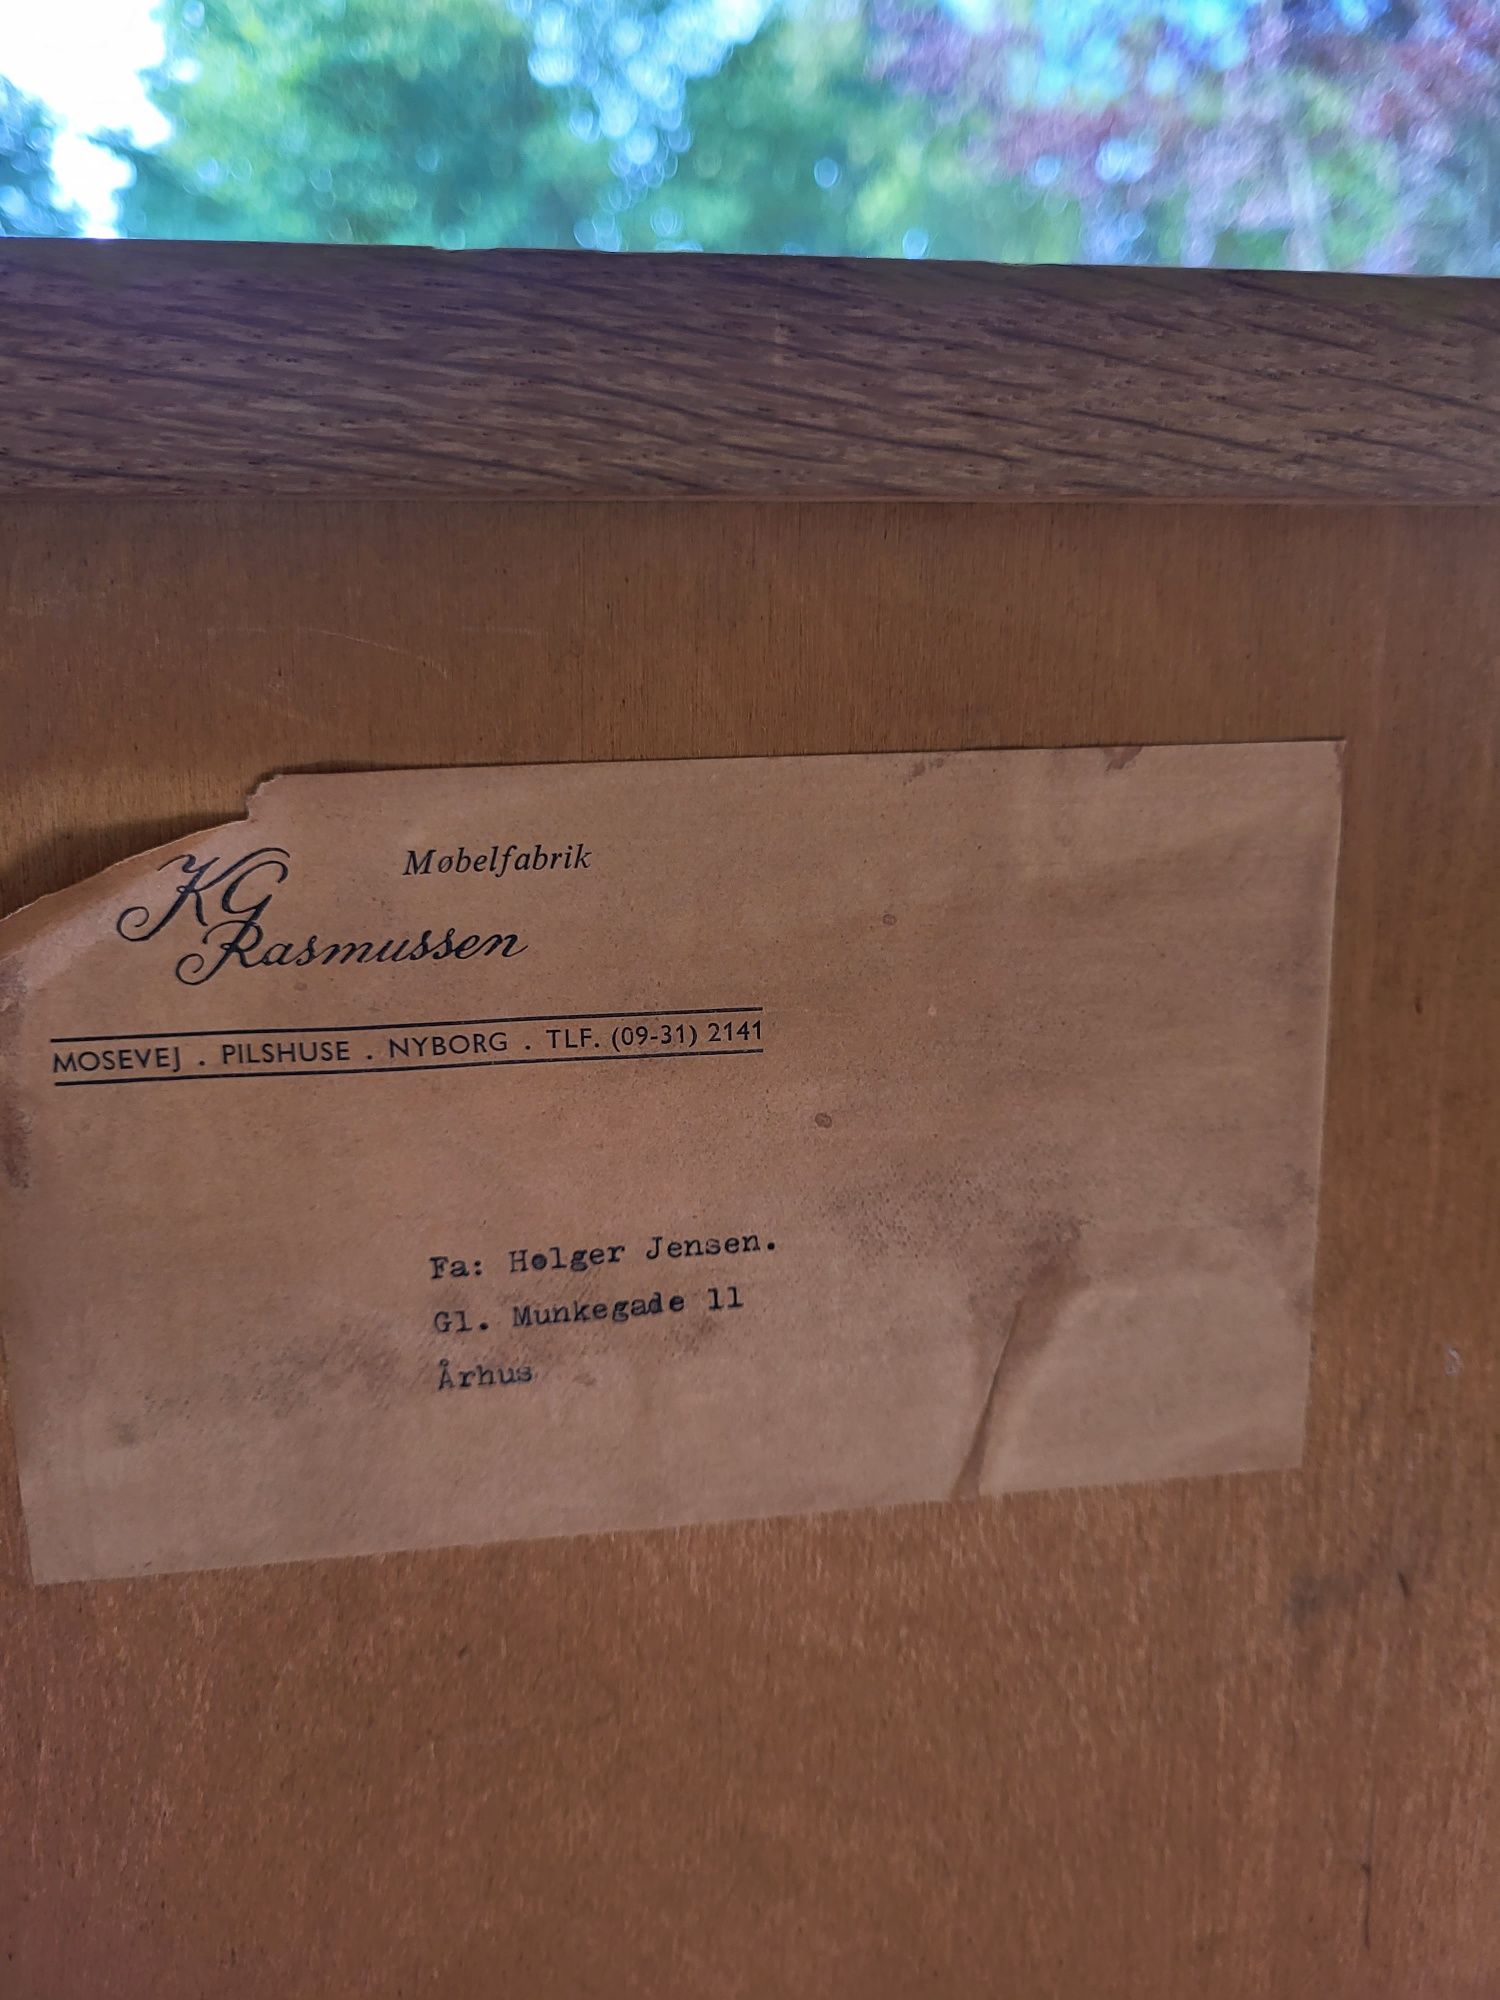 KG Møbelfabrik
Rasmussen
MOSEVEJ . PILSHUSE . NYBORG . TLF. (09-31) 2141
Fa: Holger Jensen.
Gl. Munkegade 11
Århus